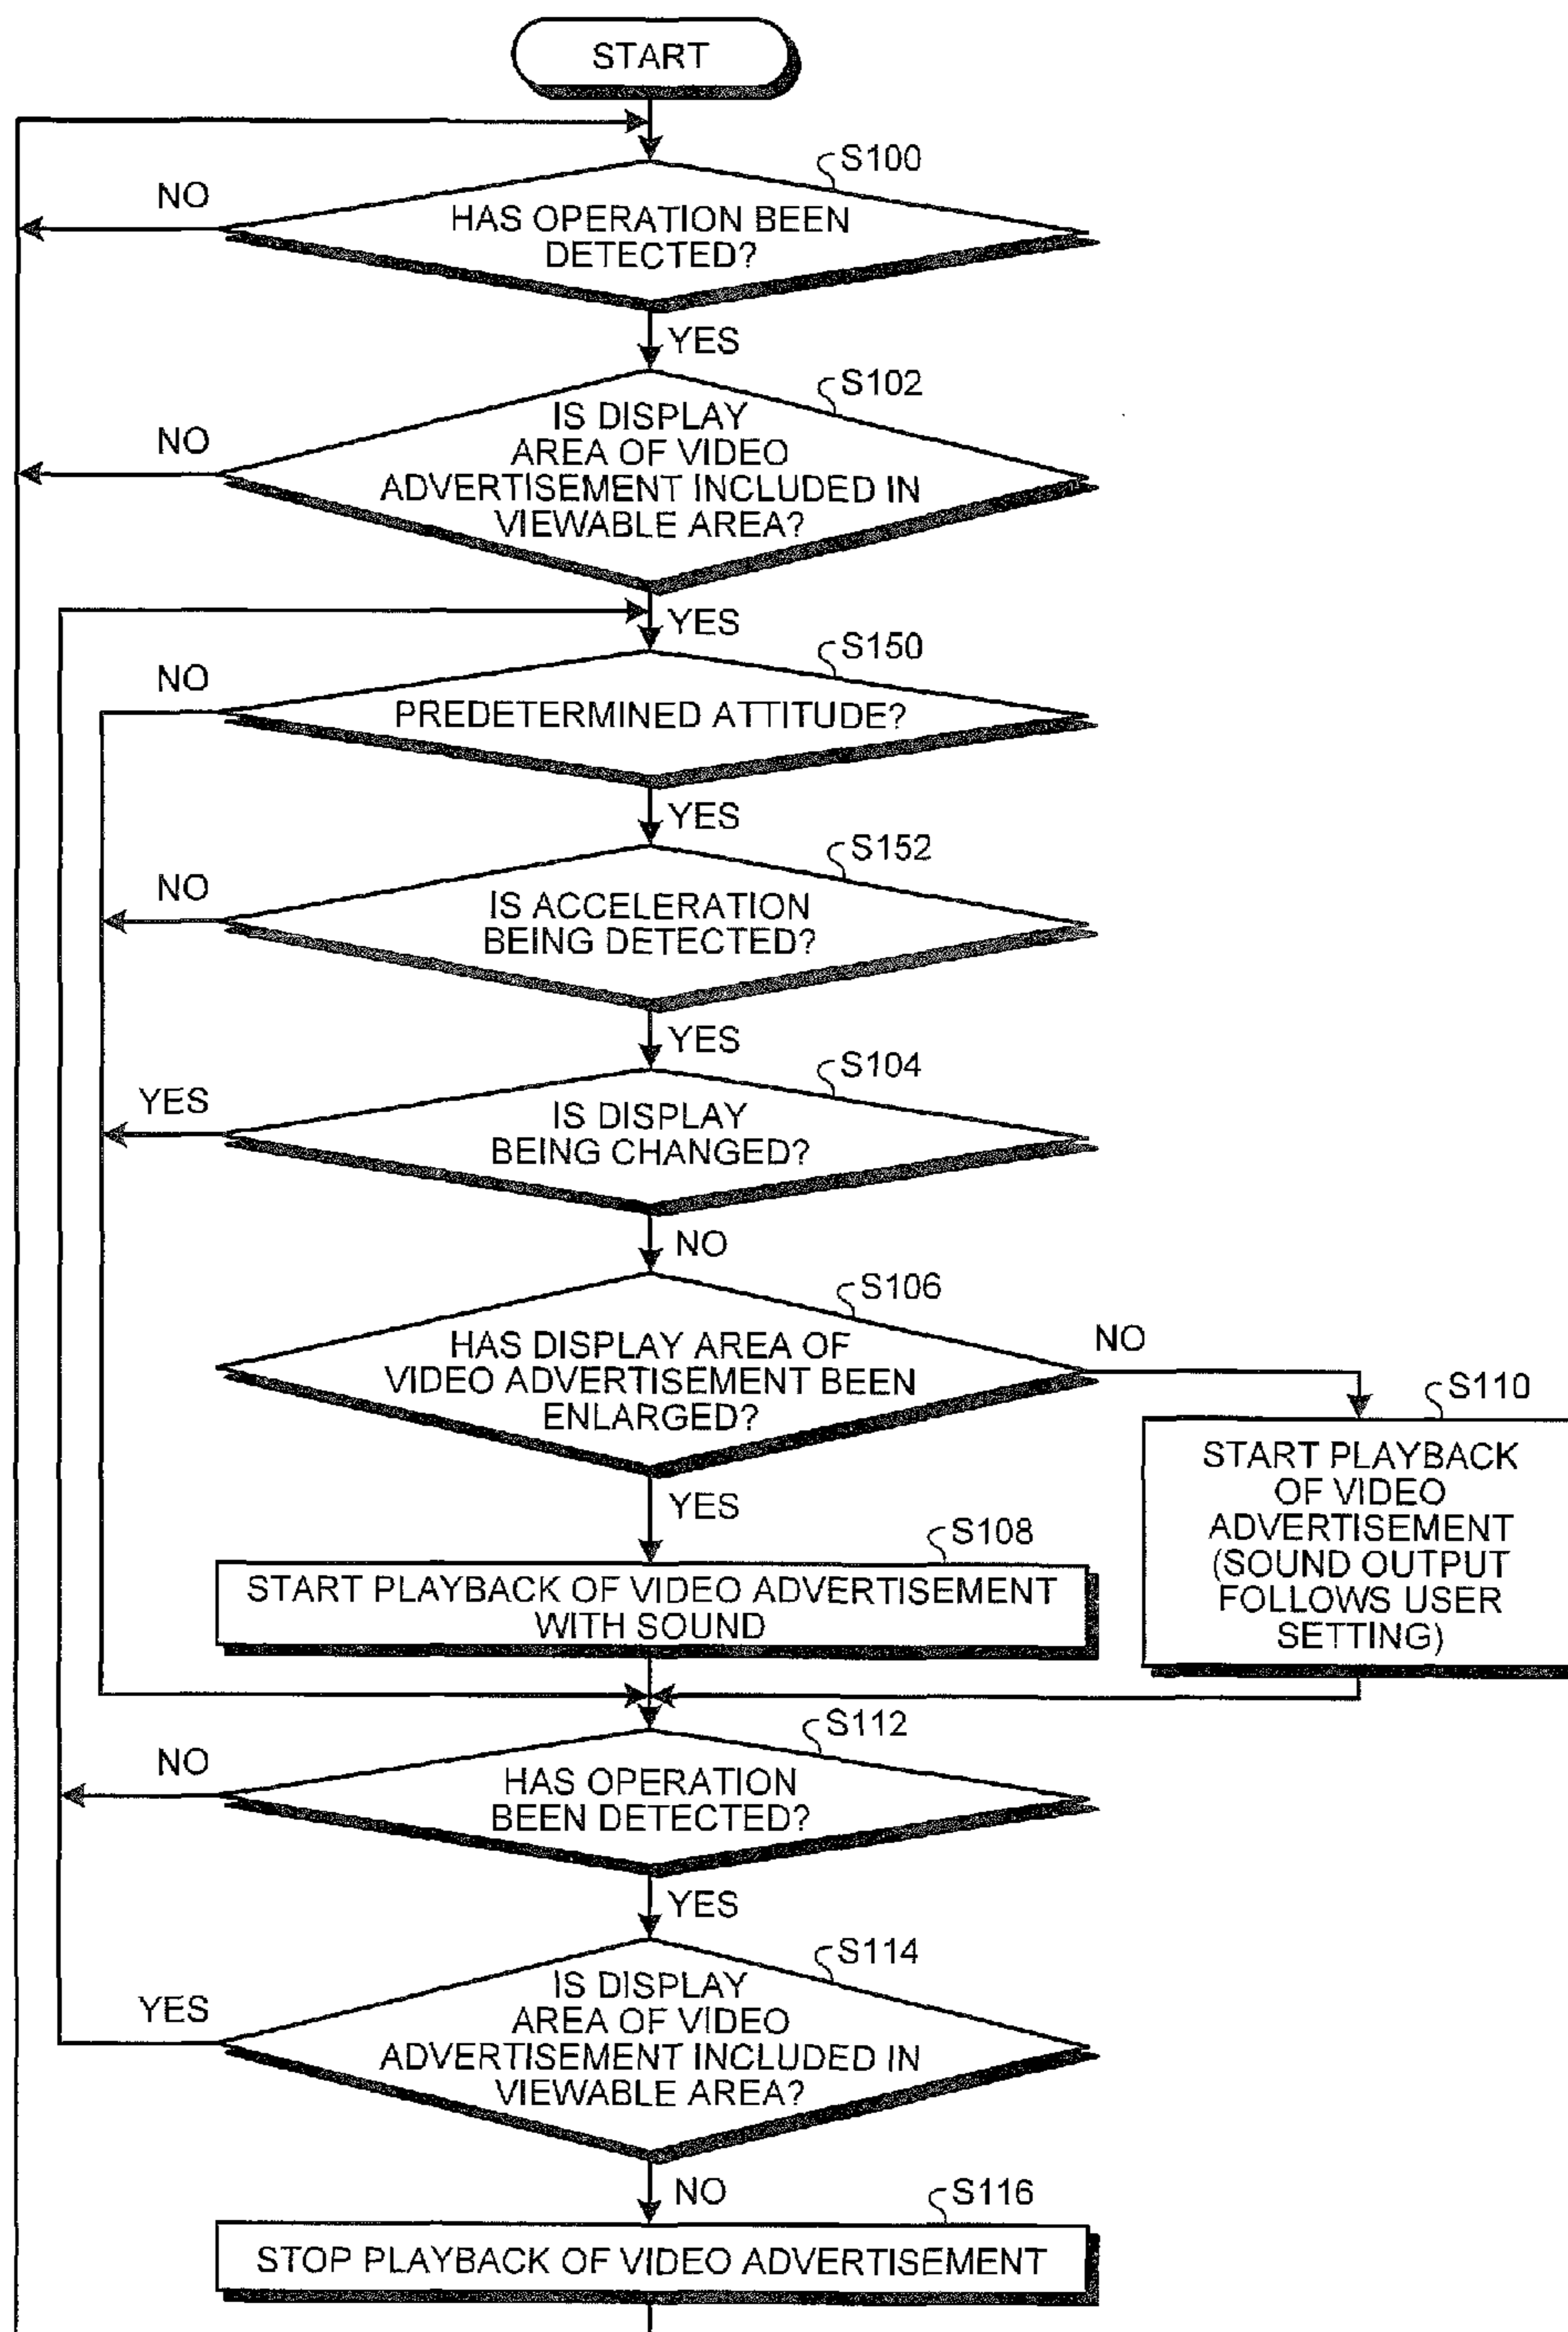 START
S100
NO
HAS OPERATION BEEN
DETECTED?
YES
S102
NO
IS DISPLAY
AREA OF VIDEO
ADVERTISEMENT INCLUDED IN
VIEWABLE AREA?
YES
S150
NO
PREDETERMINED ATTITUDE?
YES
S152
NO
IS ACCELERATION
BEING DETECTED?
YES
S104
YES
IS DISPLAY
BEING CHANGED?
NO
S106
HAS DISPLAY AREA OF
VIDEO ADVERTISEMENT BEEN
ENLARGED?
NO
S110
START PLAYBACK
OF VIDEO
ADVERTISEMENT
(SOUND OUTPUT
FOLLOWS USER
SETTING)
YES
S108
START PLAYBACK OF VIDEO ADVERTISEMENT
WITH SOUND
S112
NO
HAS OPERATION
BEEN DETECTED?
YES
S114
YES
IS DISPLAY
AREA OF VIDEO
ADVERTISEMENT INCLUDED IN
VIEWABLE AREA?
NO
S116
STOP PLAYBACK OF VIDEO ADVERTISEMENT